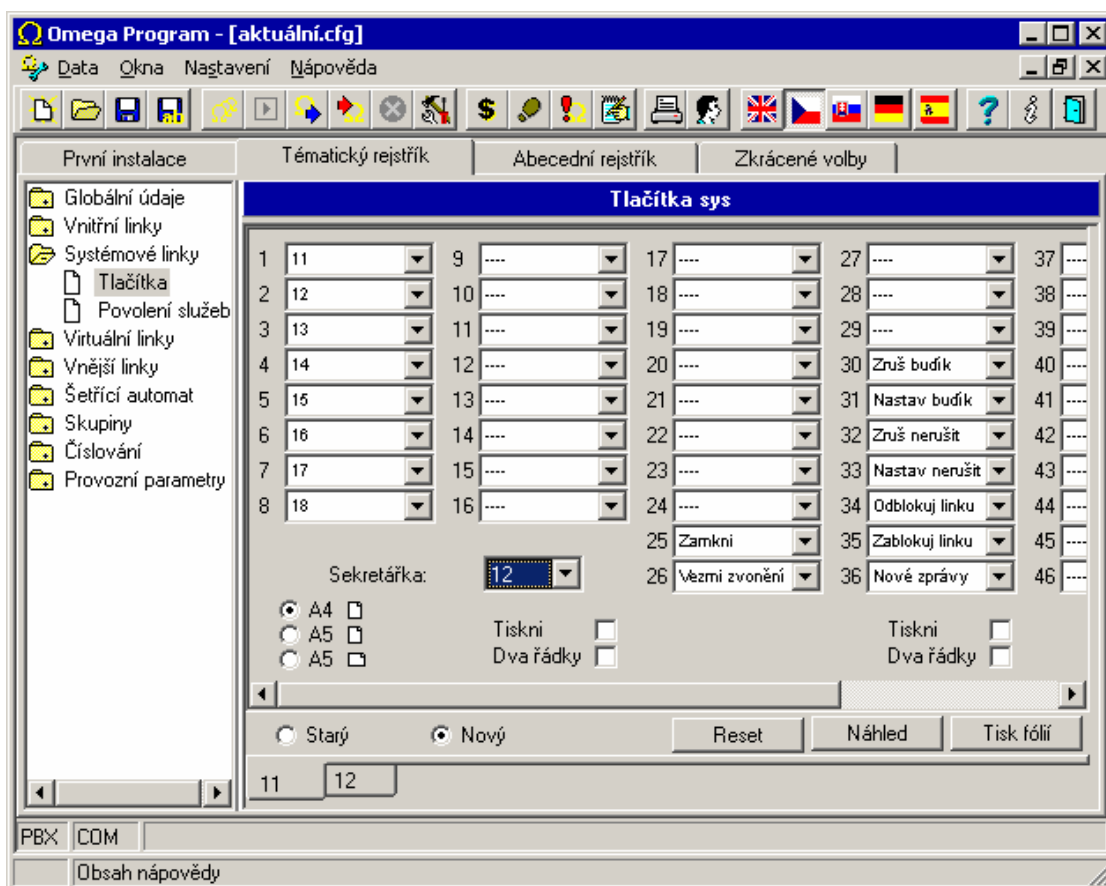 Omega Program - [aktuální.cfg]
Data Okna Nastavení Nápověda
První instalace Tématický rejstřík Abecední rejstřík Zkrácené volby
Globální údaje
Vnitřní linky
Systémové linky
Tlačítka
Povolení služeb
Virtuální linky
Vnější linky
Šetřící automat
Skupiny
Číslování
Provozní parametry
Tlačítka sys
1 11 9 ---- 17 ---- 27 ---- 37 ----
2 12 10 ---- 18 ---- 28 ---- 38 ----
3 13 11 ---- 19 ---- 29 ---- 39 ----
4 14 12 ---- 20 ---- 30 Zruš budík 40 ----
5 15 13 ---- 21 ---- 31 Nastav budík 41 ----
6 16 14 ---- 22 ---- 32 Zruš nerušit 42 ----
7 17 15 ---- 23 ---- 33 Nastav nerušit 43 ----
8 18 16 ---- 24 ---- 34 Odblokuj linku 44 ----
25 Zamkni 35 Zablokuj linku 45 ----
Sekretářka: 12 26 Vezmi zvonění 36 Nové zprávy 46 ----
A4
A5 Tiskni Tiskni
A5 Dva řádky Dva řádky
Starý Nový Reset Náhled Tisk fólií
11 12
PBX COM
Obsah nápovědy